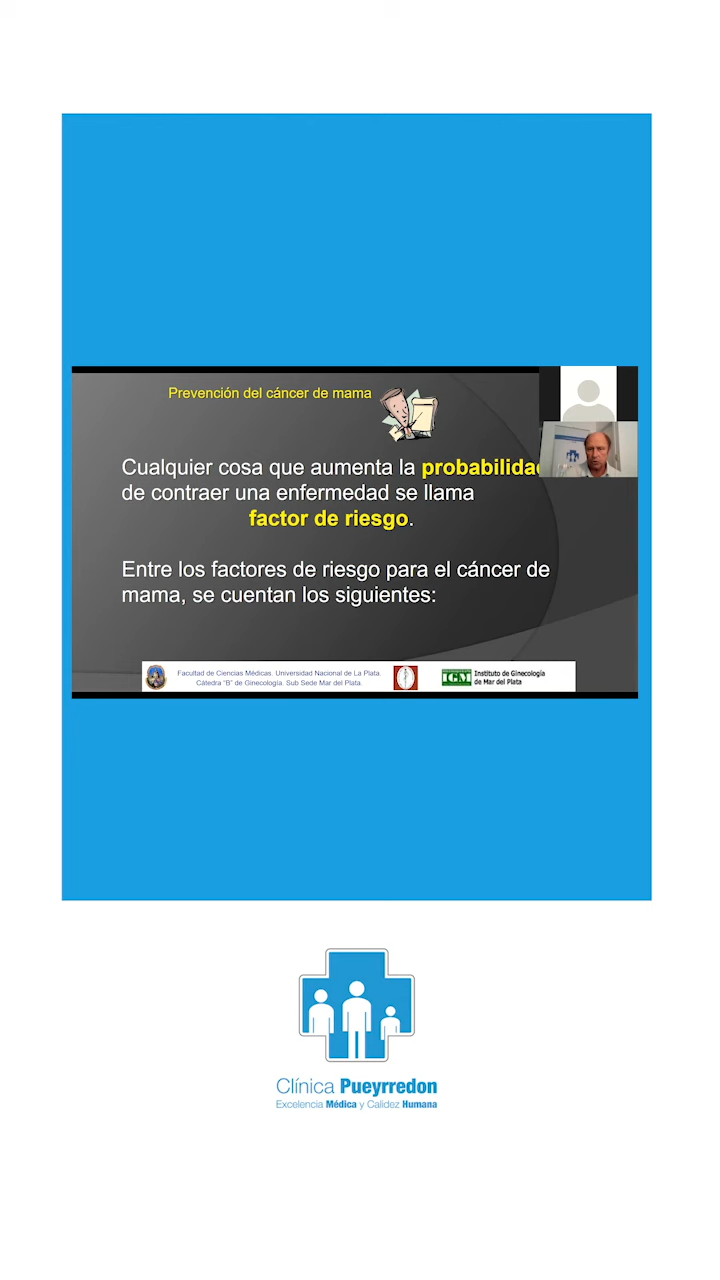 Prevención del cáncer de mama
Cualquier cosa que aumenta la probabilidad
de contraer una enfermedad se llama
factor de riesgo.
Entre los factores de riesgo para el cáncer de
mama, se cuentan los siguientes:
Facultad de Ciencias Médicas. Universidad Nacional de La Plata.
Cátedra "B" de Ginecología. Sub Sede Mar del Plata.
IGM
Instituto de Ginecología
de Mar del Plata
Clínica Pueyrredon
Excelencia Médica y Calidez Humana